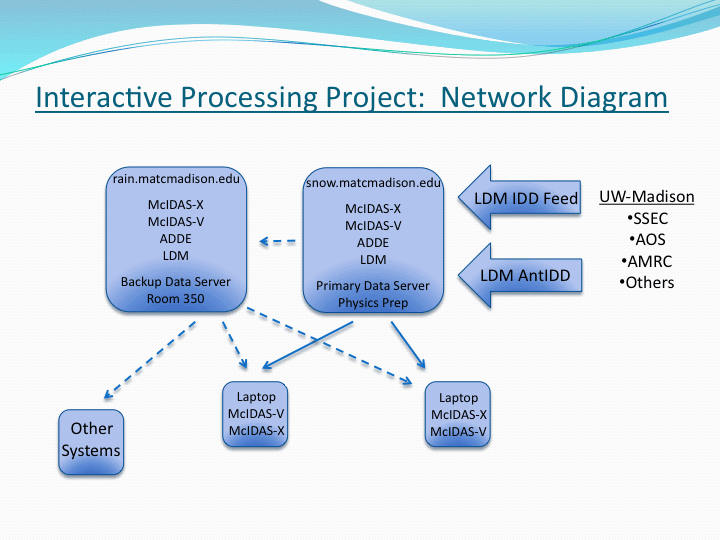 Interactive Processing Project:  Network Diagram
rain.matcmadison.edu
McIDAS-X
McIDAS-V
ADDE
LDM
Backup Data Server
Room 350
snow.matcmadison.edu
McIDAS-X
McIDAS-V
ADDE
LDM
Primary Data Server
Physics Prep
LDM IDD Feed
LDM AntIDD
UW-Madison
•SSEC
•AOS
•AMRC
•Others
Other
Systems
Laptop
McIDAS-V
McIDAS-X
Laptop
McIDAS-X
McIDAS-V